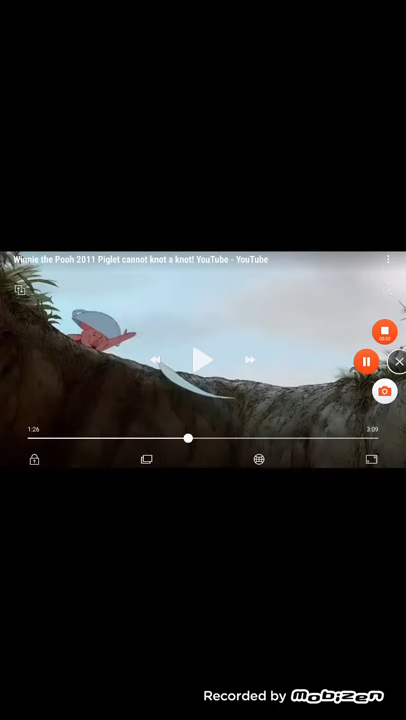 Winnie the Pooh 2011 Piglet cannot knot a knot! YouTube - YouTube
1:26
3:09
Recorded by Mobizen